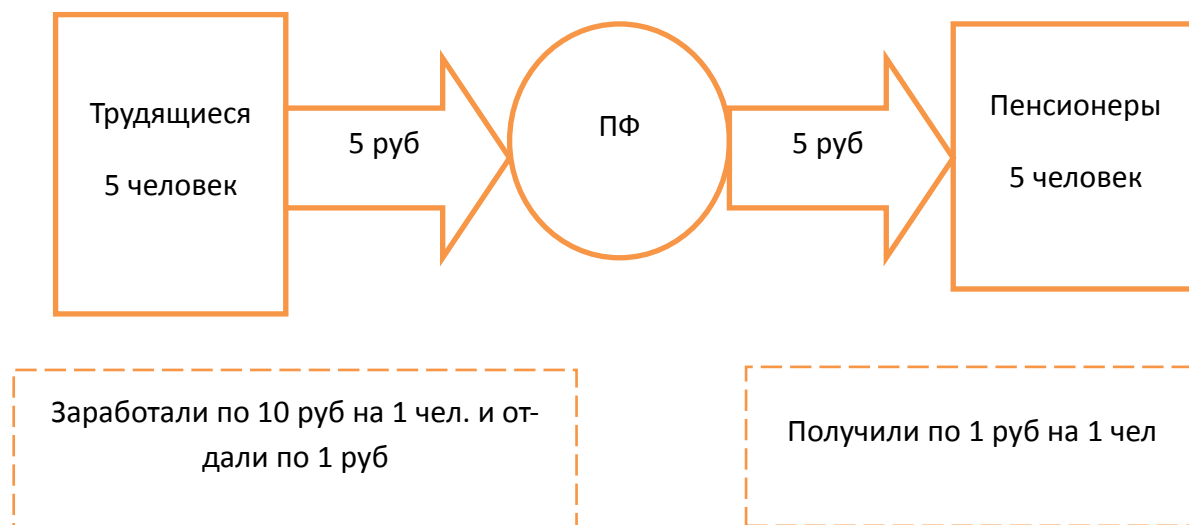 Трудящиеся
5 человек
5 руб
ПФ
5 руб
Пенсионеры
5 человек
Заработали по 10 руб на 1 чел. и от-
дали по 1 руб
Получили по 1 руб на 1 чел